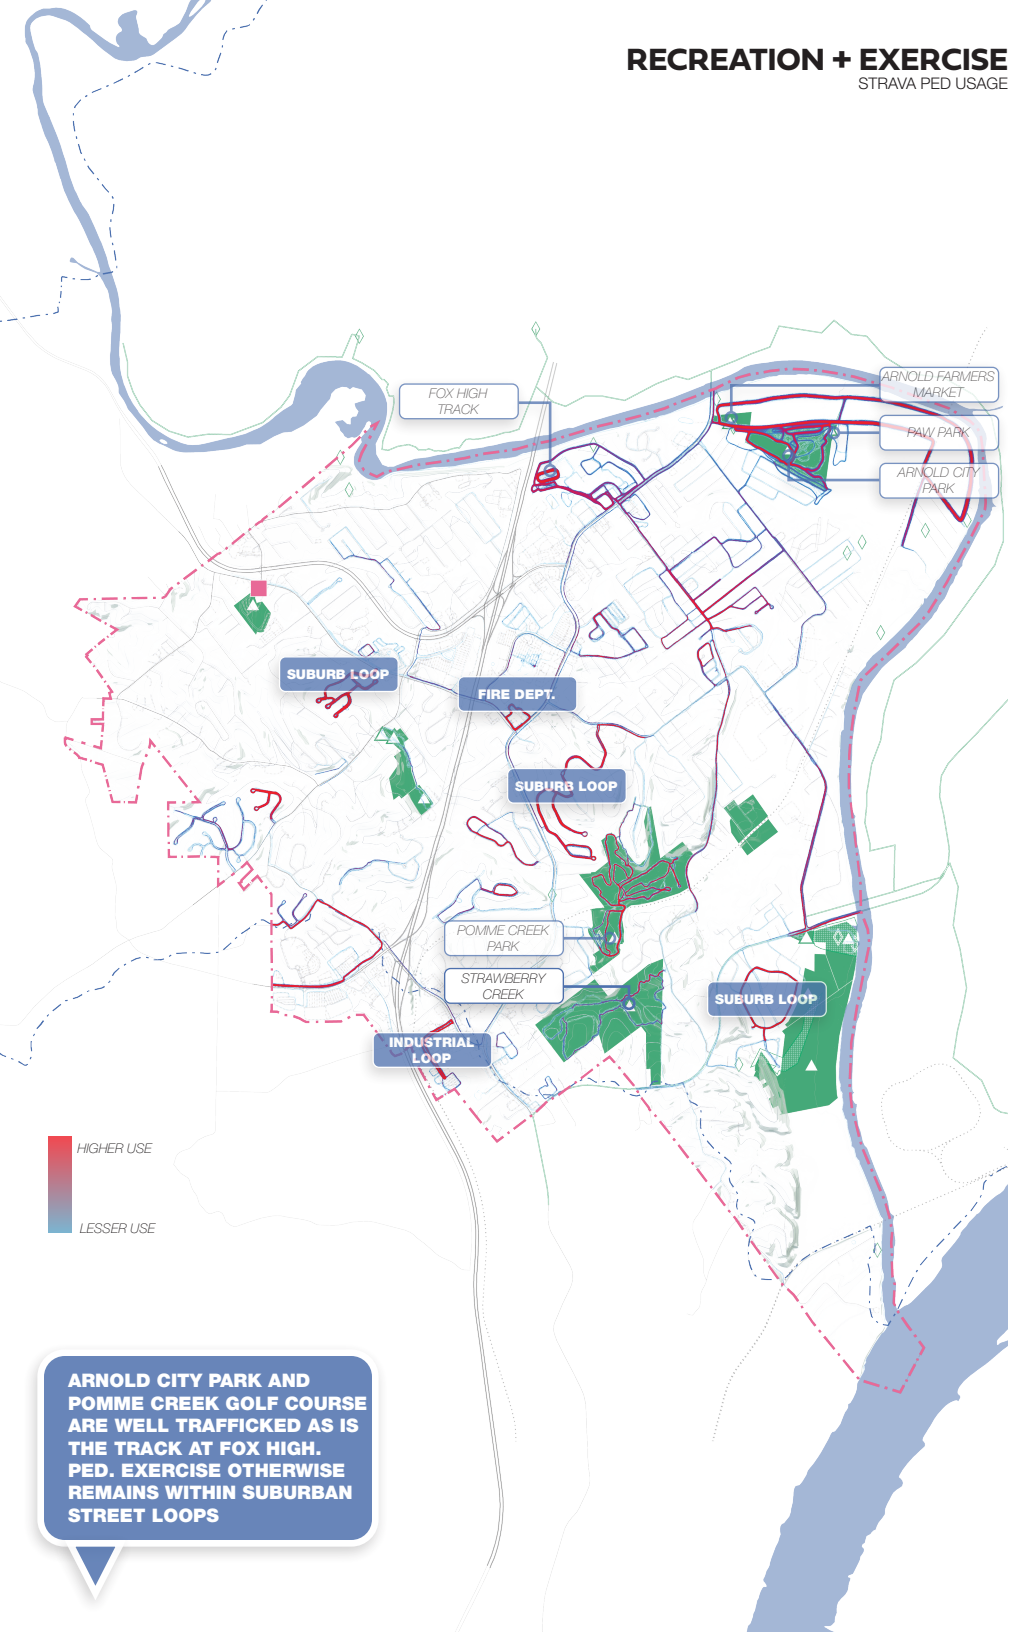 RECREATION + EXERCISE
STRAVA PED USAGE
ARNOLD FARMERS
MARKET
FOX HIGH
TRACK
PAW PARK
ARNOLD CITY
PARK
SUBURB LOOP
FIRE DEPT.
SUBURB LOOP
POMME CREEK
PARK
STRAWBERRY
CREEK
SUBURB LOOP
INDUSTRIAL
LOOP
HIGHER USE
LESSER USE
ARNOLD CITY PARK AND
POMME CREEK GOLF COURSE
ARE WELL TRAFFICKED AS IS
THE TRACK AT FOX HIGH.
PED. EXERCISE OTHERWISE
REMAINS WITHIN SUBURBAN
STREET LOOPS